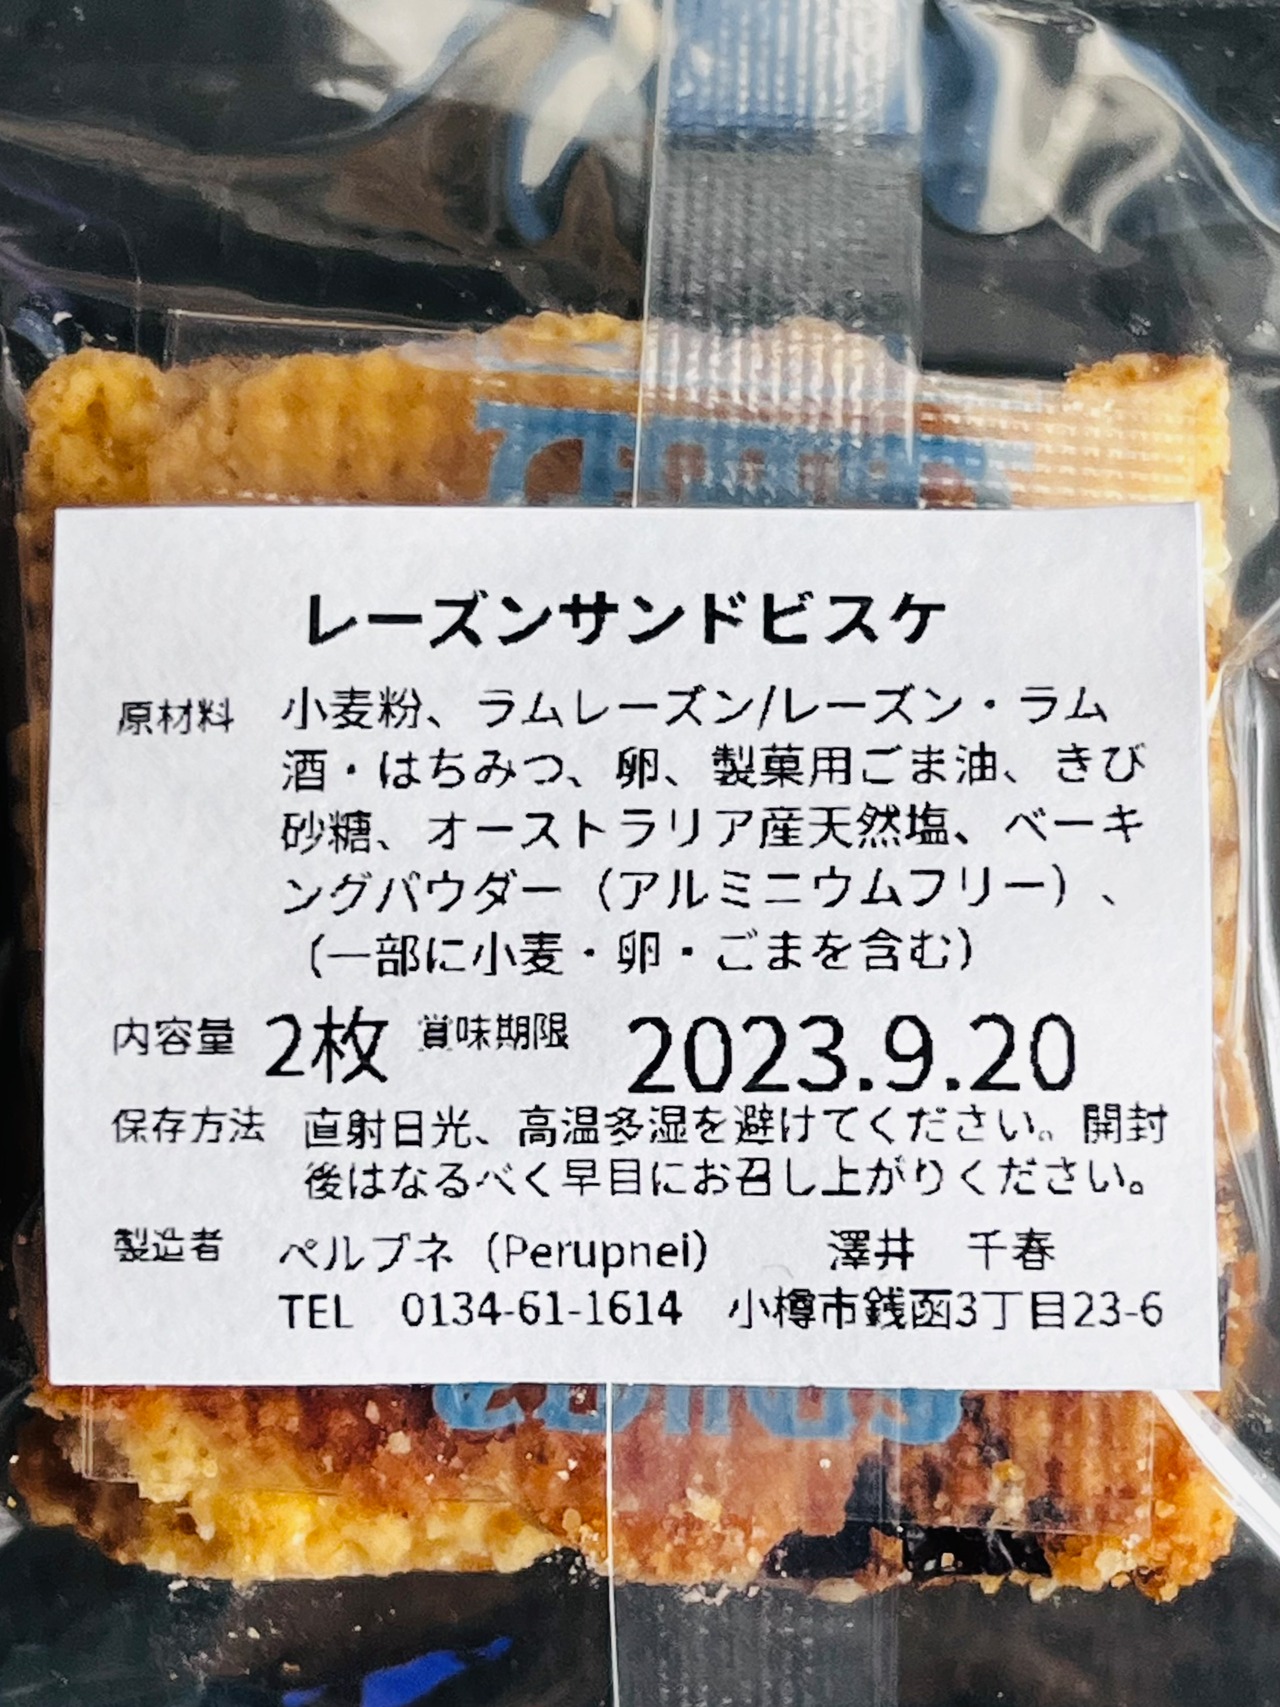 レーズンサンドビスケ
原材料 小麦粉、ラムレーズン/レーズン・ラム
酒・はちみつ、卵、製菓用ごま油、きび
砂糖、オーストラリア産天然塩、ベーキ
ングパウダー（アルミニウムフリー）、
（一部に小麦・卵・ごまを含む）
内容量 2枚 賞味期限 2023.9.20
保存方法 直射日光、高温多湿を避けてください。開封
後はなるべく早目にお召し上がりください。
製造者 ペルプネ（Perupnei） 澤井 千春
TEL 0134-61-1614 小樽市銭函3丁目23-6